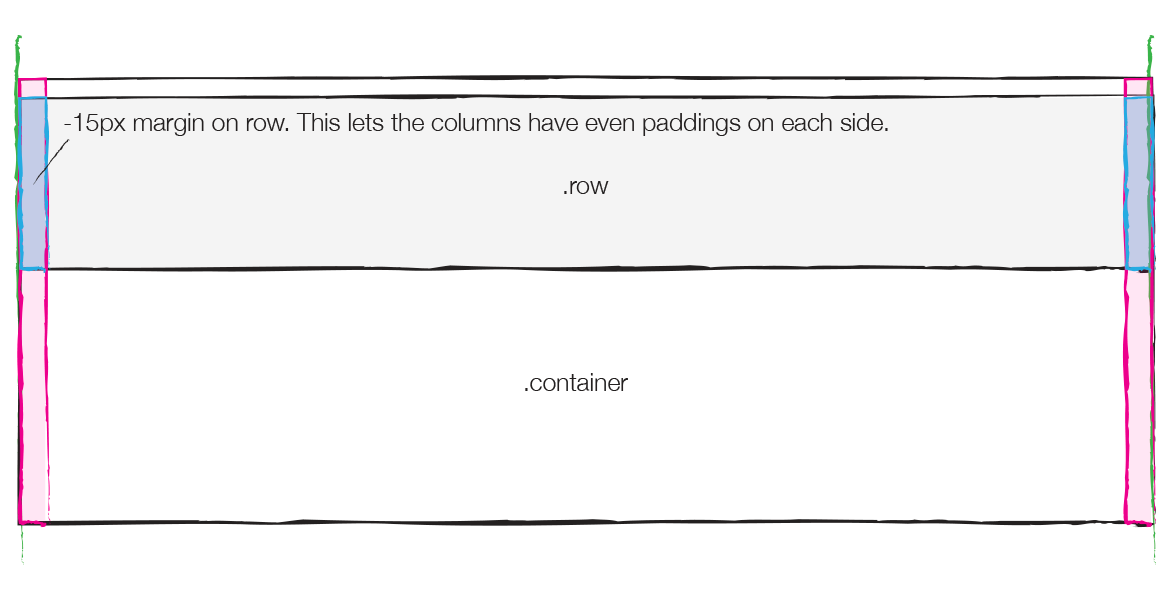 -15px margin on row. This lets the columns have even paddings on each side.
.row
.container